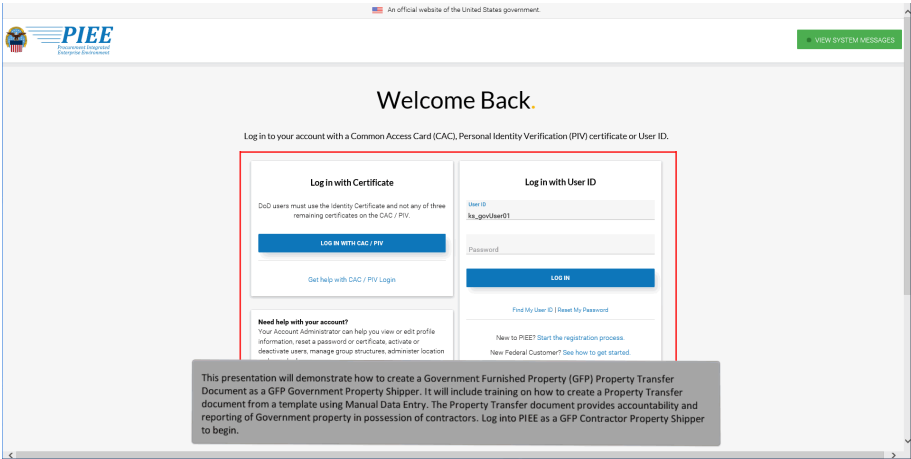 An official website of the United States government.
PIEE
Procurement Integrated
Enterprise Environment
VIEW SYSTEM MESSAGES
Welcome Back.
Log in to your account with a Common Access Card (CAC), Personal Identity Verification (PIV) certificate or User ID.
Log in with Certificate
DoD users must use the Identity Certificate and not any of three
remaining certificates on the CAC / PIV.
LOG IN WITH CAC / PIV
Get help with CAC / PIV Login
Need help with your account?
Your Account Administrator can help you view or edit profile
information, reset a password or certificate, activate or
deactivate users, manage group structures, administer location
Log in with User ID
User ID
ks_govUser01
Password
LOG IN
Find My User ID | Reset My Password
New to PIEE? Start the registration process.
New Federal Customer? See how to get started.
This presentation will demonstrate how to create a Government Furnished Property (GFP) Property Transfer
Document as a GFP Government Property Shipper. It will include training on how to create a Property Transfer
document from a template using Manual Data Entry. The Property Transfer document provides accountability and
reporting of Government property in possession of contractors. Log into PIEE as a GFP Contractor Property Shipper
to begin.